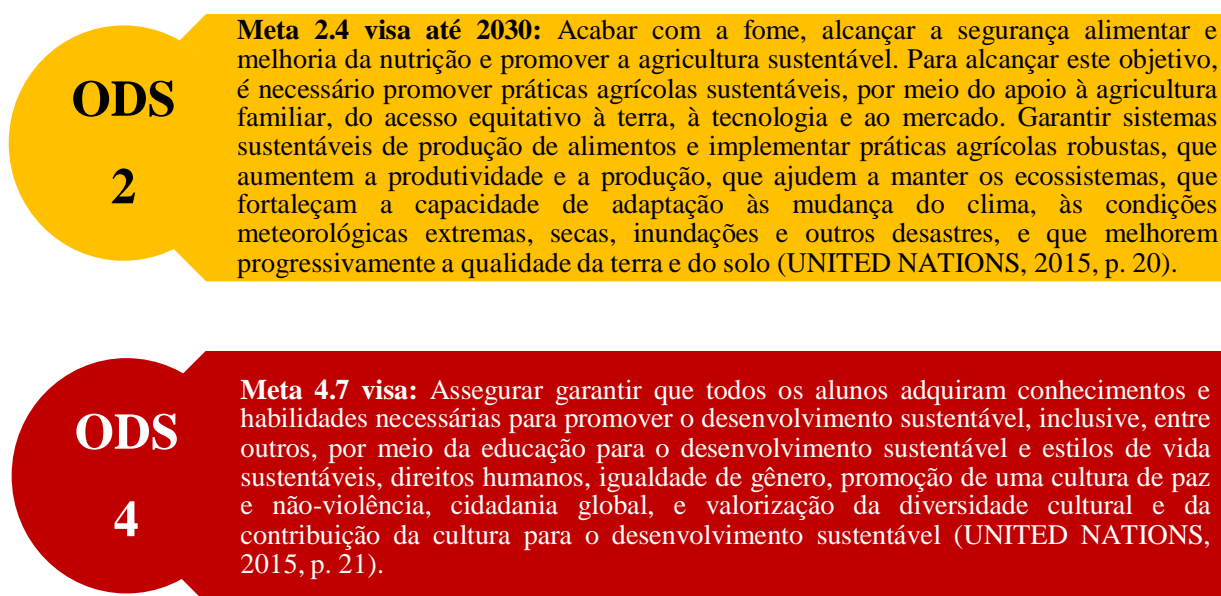 ODS
2
Meta 2.4 visa até 2030: Acabar com a fome, alcançar a segurança alimentar e
melhoria da nutrição e promover a agricultura sustentável. Para alcançar este objetivo,
é necessário promover práticas agrícolas sustentáveis, por meio do apoio à agricultura
familiar, do acesso equitativo à terra, à tecnologia e ao mercado. Garantir sistemas
sustentáveis de produção de alimentos e implementar práticas agrícolas robustas, que
aumentem a produtividade e a produção, que ajudem a manter os ecossistemas, que
fortaleçam a capacidade de adaptação às mudança do clima, às condições
meteorológicas extremas, secas, inundações e outros desastres, e que melhorem
progressivamente a qualidade da terra e do solo (UNITED NATIONS, 2015, p. 20).
ODS
4
Meta 4.7 visa: Assegurar garantir que todos os alunos adquiram conhecimentos e
habilidades necessárias para promover o desenvolvimento sustentável, inclusive, entre
outros, por meio da educação para o desenvolvimento sustentável e estilos de vida
sustentáveis, direitos humanos, igualdade de gênero, promoção de uma cultura de paz
e não-violência, cidadania global, e valorização da diversidade cultural e da
contribuição da cultura para o desenvolvimento sustentável (UNITED NATIONS,
2015, p. 21).